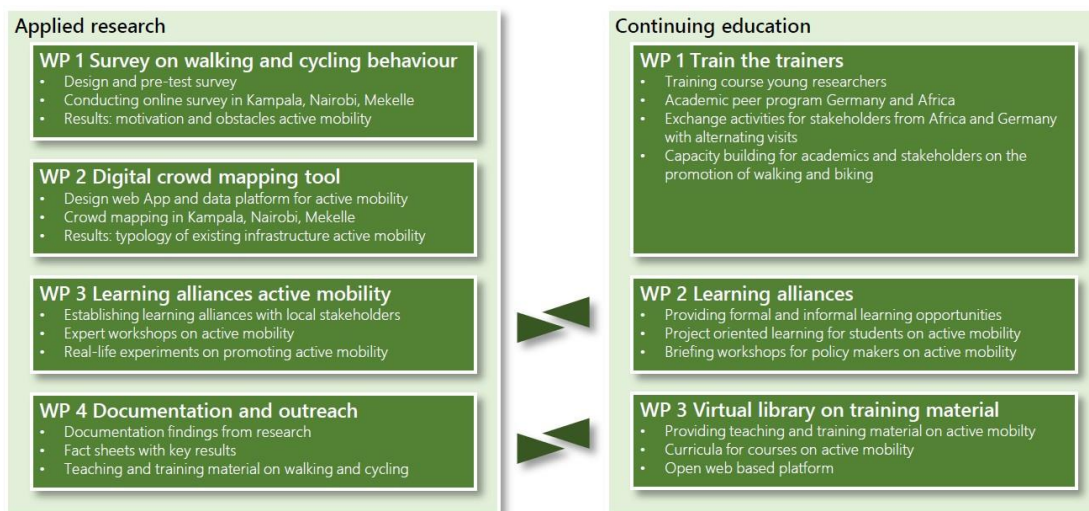 Applied research
WP 1 Survey on walking and cycling behaviour
• Design and pre-test survey
• Conducting online survey in Kampala, Nairobi, Mekelle
• Results: motivation and obstacles active mobility
WP 2 Digital crowd mapping tool
• Design web App and data platform for active mobility
• Crowd mapping in Kampala, Nairobi, Mekelle
• Results: typology of existing infrastructure active mobility
WP 3 Learning alliances active mobility
• Establishing learning alliances with local stakeholders
• Expert workshops on active mobility
• Real-life experiments on promoting active mobility
WP 4 Documentation and outreach
• Documentation findings from research
• Fact sheets with key results
• Teaching and training material on walking and cycling
Continuing education
WP 1 Train the trainers
• Training course young researchers
• Academic peer program Germany and Africa
• Exchange activities for stakeholders from Africa and Germany
with alternating visits
• Capacity building for academics and stakeholders on the
promotion of walking and biking
WP 2 Learning alliances
• Providing formal and informal learning opportunities
• Project oriented learning for students on active mobility
• Briefing workshops for policy makers on active mobility
WP 3 Virtual library on training material
• Providing teaching and training material on active mobilty
• Curricula for courses on active mobility
• Open web based platform